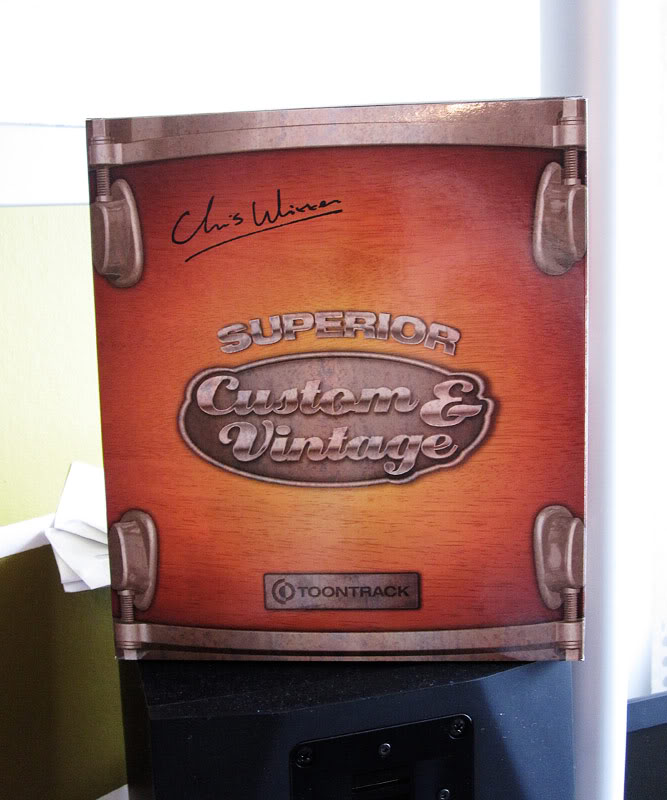 Chris Whitten
SUPERIOR
Custom &
Vintage
TOONTRACK